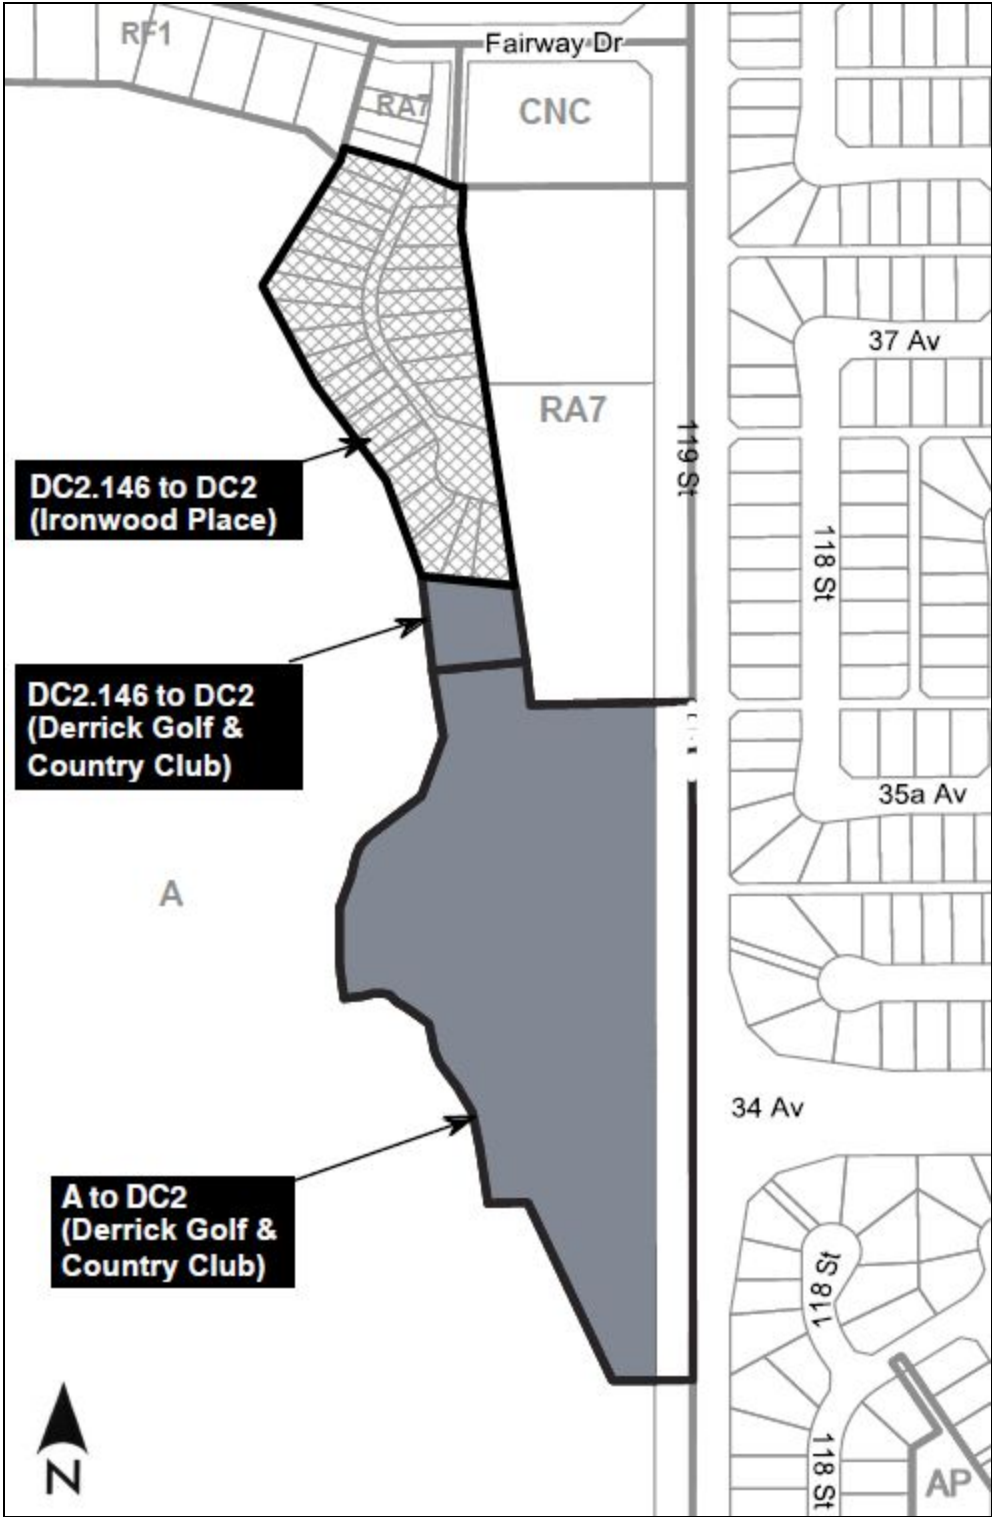 RF1
Fairway Dr
RA7
CNC
37 Av
RA7
119 St
DC2.146 to DC2
(Ironwood Place)
118 St
DC2.146 to DC2
(Derrick Golf &
Country Club)
35a Av
A
34 Av
A to DC2
(Derrick Golf &
Country Club)
118 St
N
118 St
AP